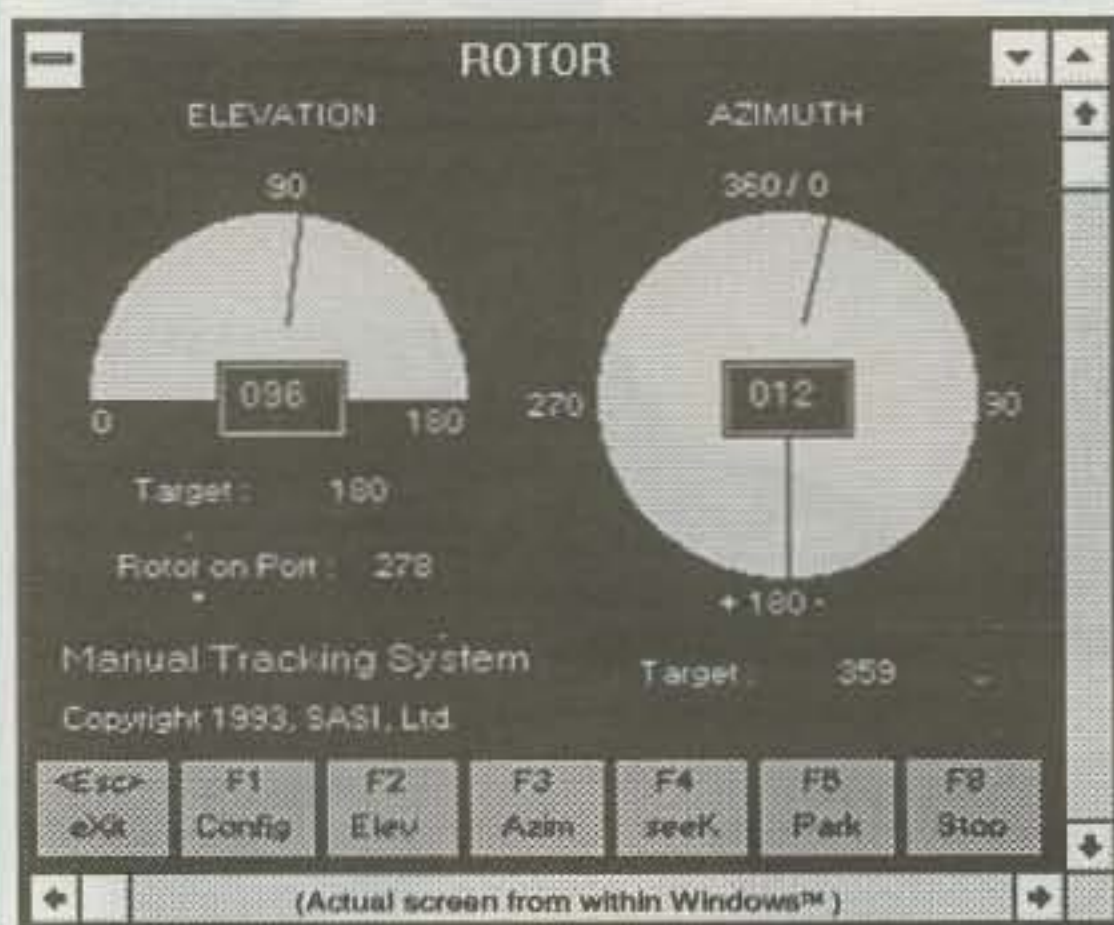 ROTOR
ELEVATION
90
096
0
180
Target : 180
Rotor on Port : 278
AZIMUTH
360 / 0
270
012
90
+ 180 -
Target : 359
Manual Tracking System
Copyright 1993, SASI, Ltd.
<Esc> eXit
F1 Config
F2 Elev
F3 Azim
F4 seeK
F5 Park
F8 Stop
(Actual screen from within Windows™)